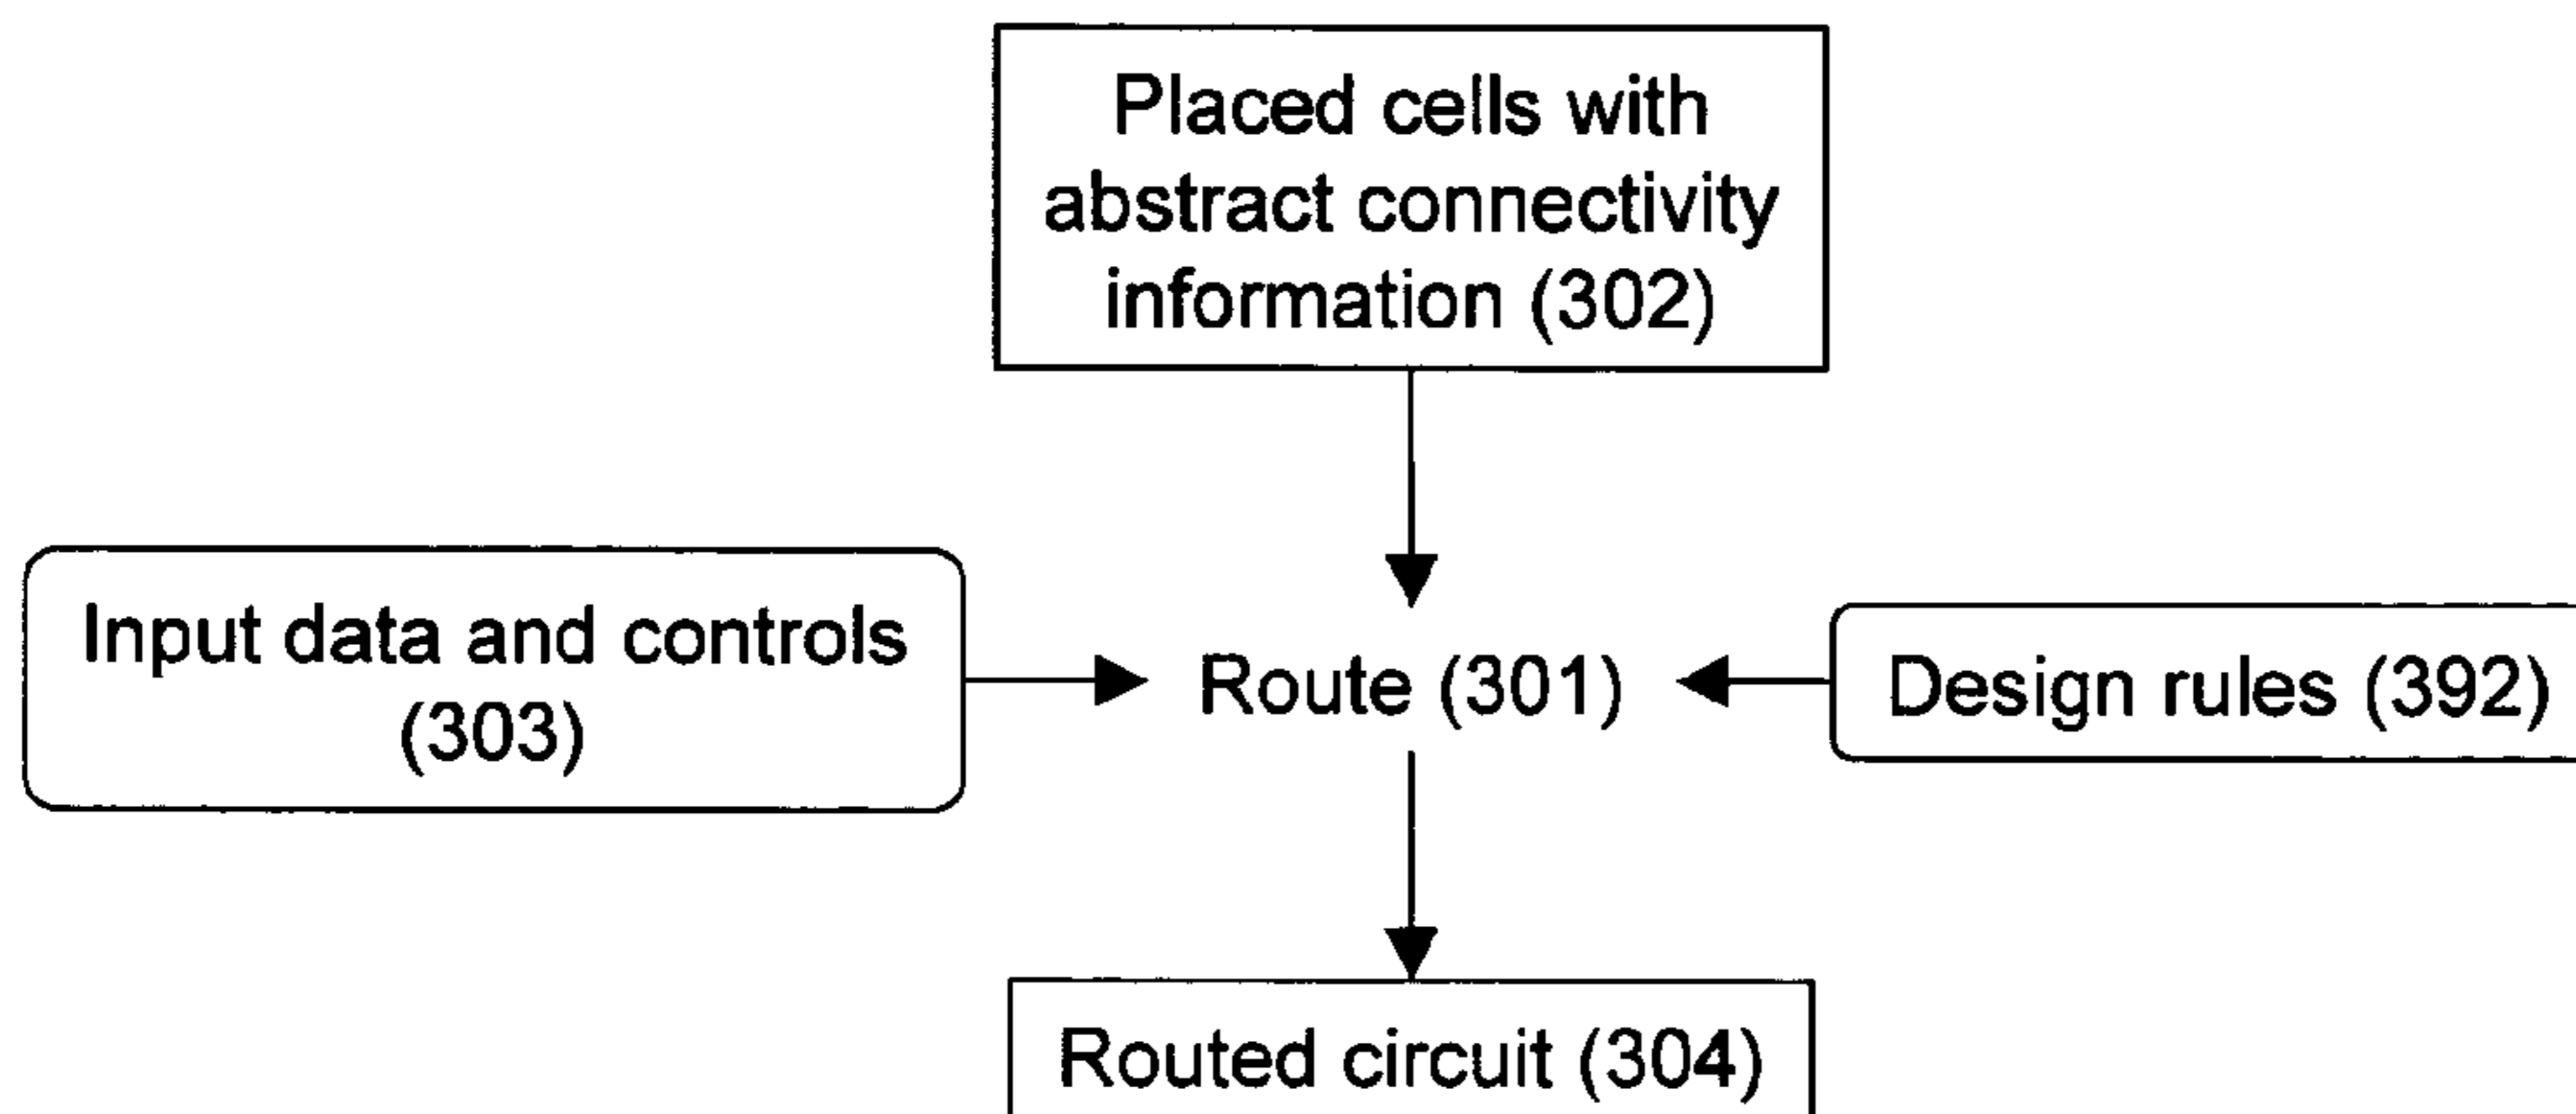 Placed cells with
abstract connectivity
information (302)
Input data and controls
(303)
Route (301)
Design rules (392)
Routed circuit (304)